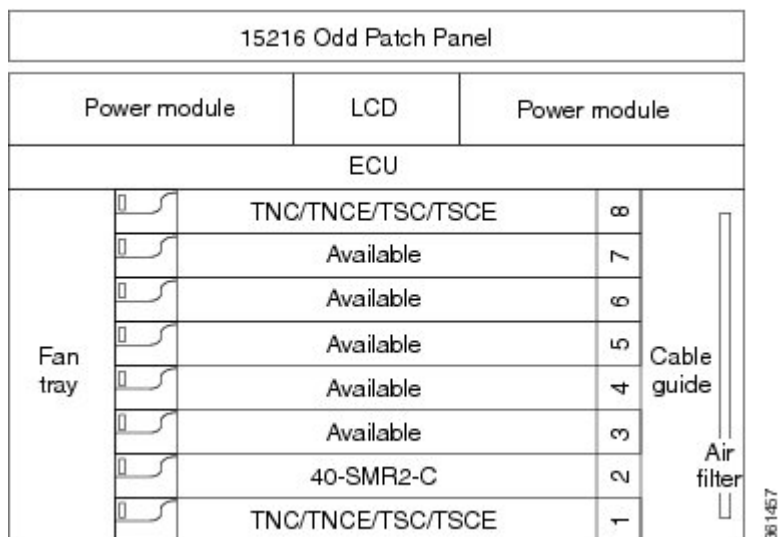 15216 Odd Patch Panel
Power module
LCD
Power module
ECU
Fan
tray
TNC/TNCE/TSC/TSCE
8
Available
7
Available
6
Available
5
Available
4
Available
3
40-SMR2-C
2
TNC/TNCE/TSC/TSCE
1
Cable
guide
Air
filter